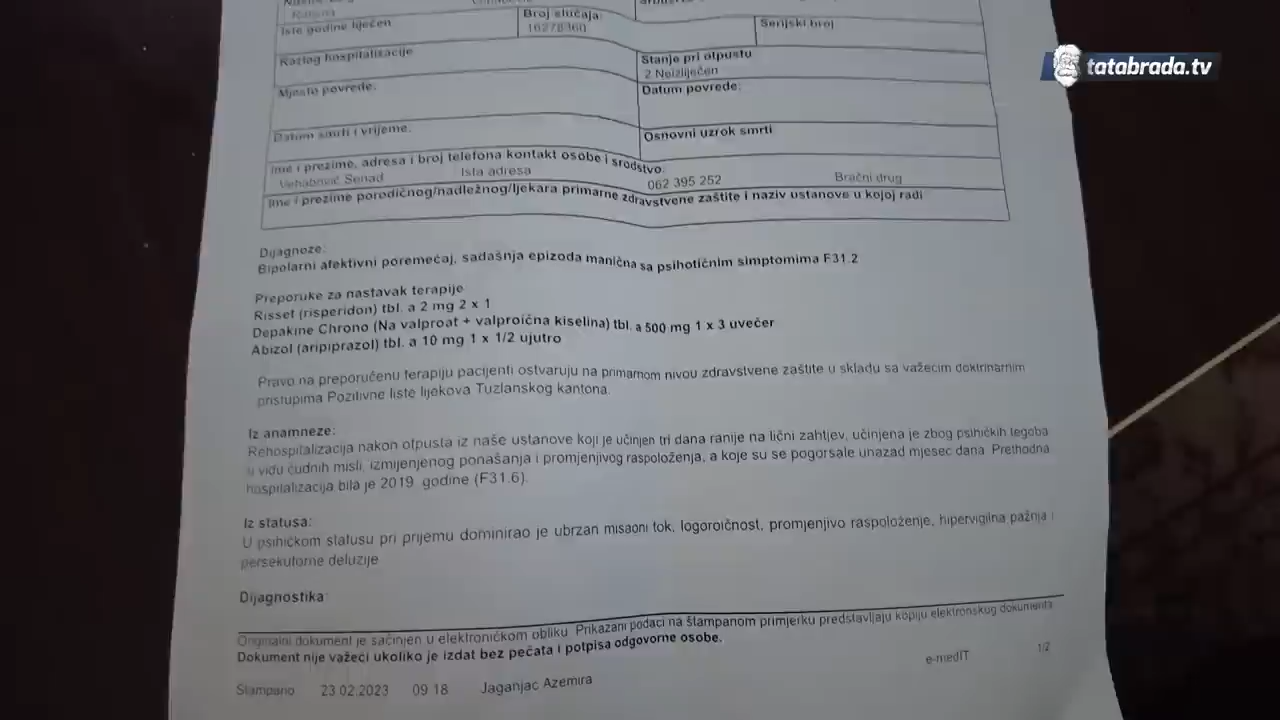 Iste godine liječen
Broj slučaja:
16278360
Serijski broj
Razlog hospitalizacije
Stanje pri otpustu
2 Neizliječen
Mjesto povrede:
Datum povrede:
Datum smrti i vrijeme:
Osnovni uzrok smrti
Ime i prezime, adresa i broj telefona kontakt osobe i srodstvo:
Vehabović Senad Ista adresa 062 395 252 Bračni drug
Ime i prezime porodičnog/nadležnog/ljekara primarne zdravstvene zaštite i naziv ustanove u kojoj radi
Dijagnoze:
Bipolarni afektivni poremećaj, sadašnja epizoda manična sa psihotičnim simptomima F31.2
Preporuke za nastavak terapije
Risset (risperidon) tbl. a 2 mg 2 x 1
Depakine Chrono (Na valproat + valproična kiselina) tbl. a 500 mg 1 x 3 uvečer
Abizol (aripiprazol) tbl. a 10 mg 1 x 1/2 ujutro
Pravo na preporučenu terapiju pacijenti ostvaruju na primarnom nivou zdravstvene zaštite u skladu sa važećim doktrinarnim
pristupima Pozitivne liste lijekova Tuzlanskog kantona.
Iz anamneze:
Rehospitalizacija nakon otpusta iz naše ustanove koji je učinjen tri dana ranije na lični zahtjev, učinjena je zbog psihičkih tegoba
u vidu čudnih misli, izmijenjenog ponašanja i promjenjivog raspoloženja, a koje su se pogoršale unazad mjesec dana. Prethodna
hospitalizacija bila je 2019. godine (F31.6).
Iz statusa:
U psihičkom statusu pri prijemu dominirao je ubrzan misaoni tok, logoroičnost, promjenjivo raspoloženje, hipervigilna pažnja i
persekutorne deluzije
Dijagnostika:
Originalni dokument je sačinjen u elektroničkom obliku. Prikazani podaci na štampanom primjerku predstavljaju kopiju elektronskog dokumenta
Dokument nije važeći ukoliko je izdat bez pečata i potpisa odgovorne osobe.
e-medIT 1/2
Štampano 23.02.2023 09:18 Jaganjac Azemira
tatabrada.tv